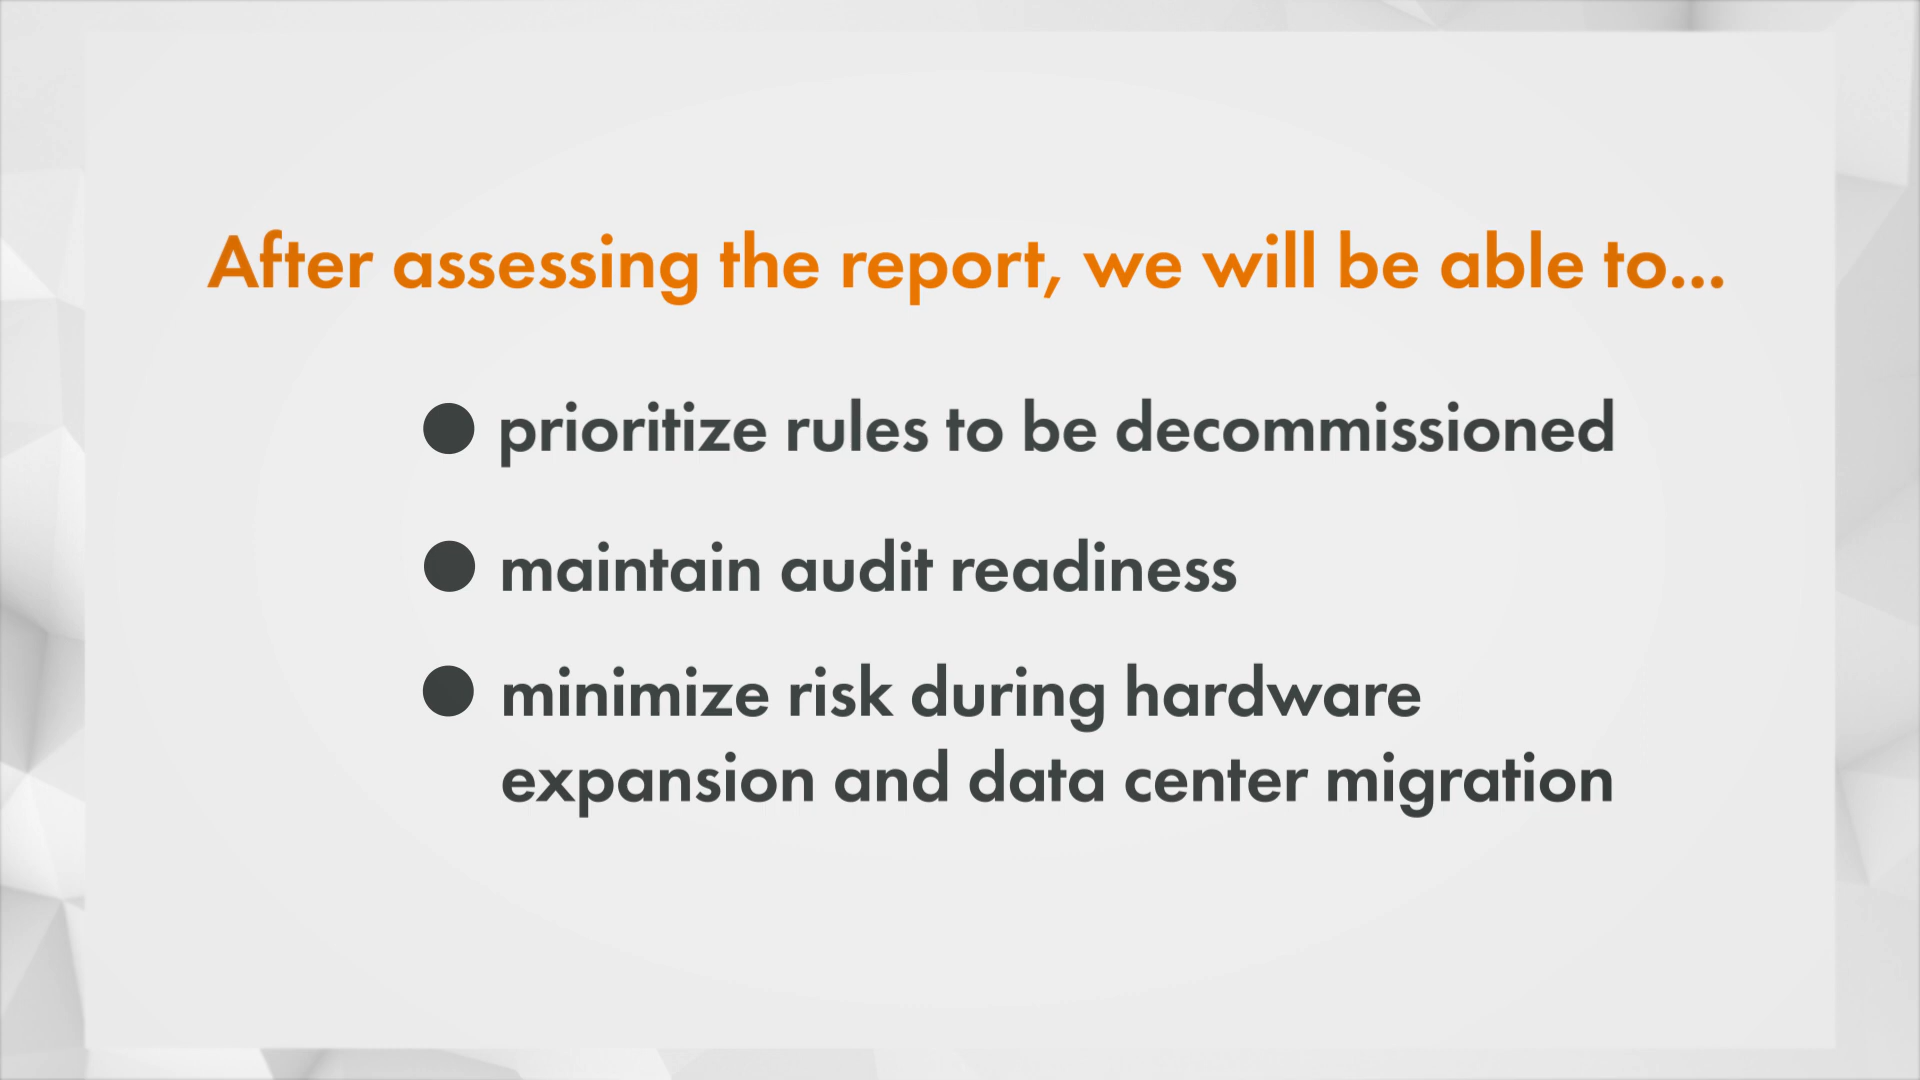 After assessing the report, we will be able to...
● prioritize rules to be decommissioned
● maintain audit readiness
● minimize risk during hardware
expansion and data center migration